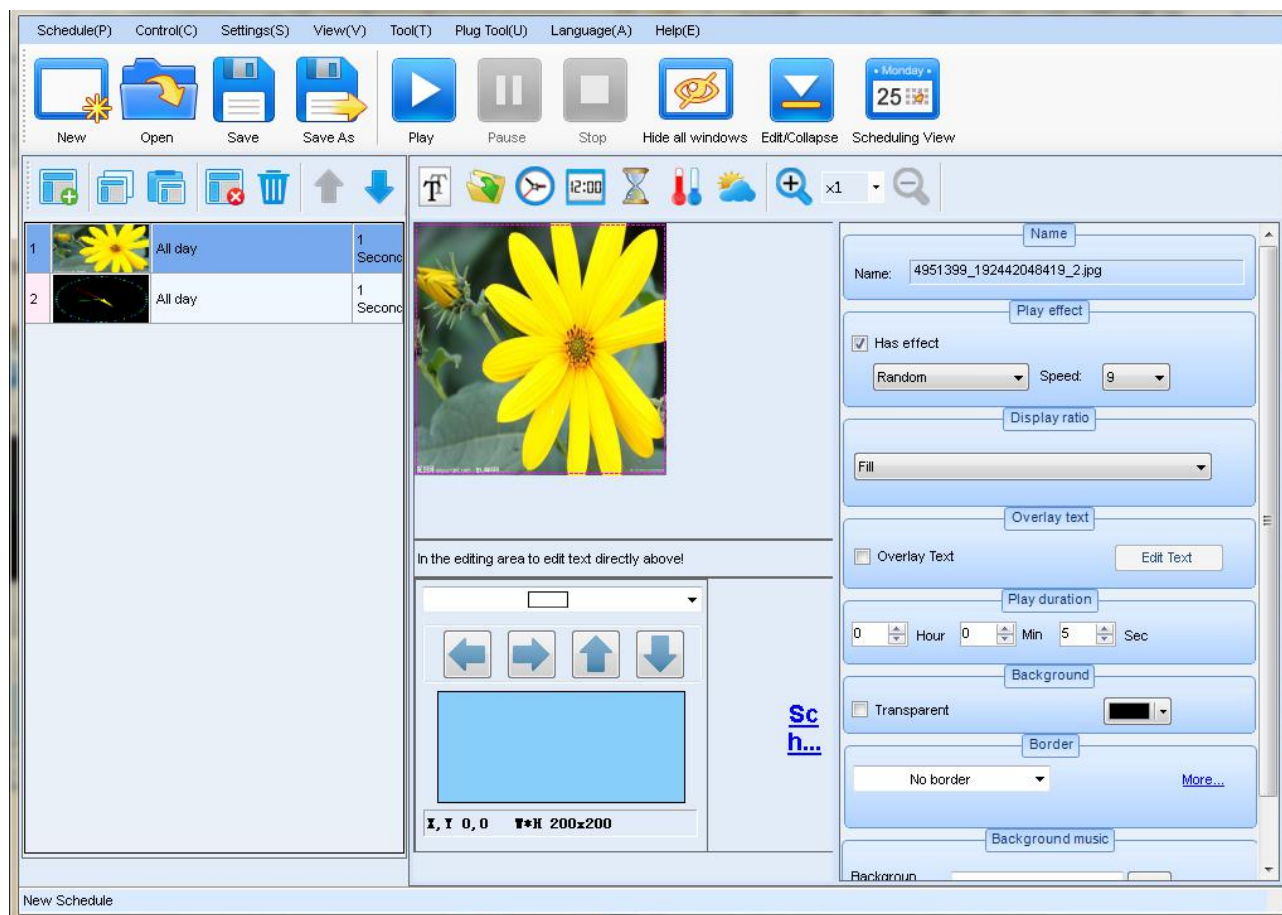 Schedule(P) Control(C) Settings(S) View(V) Tool(T) Plug Tool(U) Language(A) Help(E)
• Monday •
25
New Open Save Save As Play Pause Stop Hide all windows Edit/Collapse Scheduling View
T
12:00
x1
1 All day 1 Second
2 All day 1 Second
Name
Name: 4951399_192442048419_2.jpg
Play effect
Has effect
Random Speed: 9
Display ratio
Fill
Overlay text
In the editing area to edit text directly above!
Overlay Text Edit Text
Play duration
0 Hour 0 Min 5 Sec
Background
Transparent
Sc
h...
Border
No border More...
X,Y 0,0 W*H 200x200
Background music
Backgroun
New Schedule